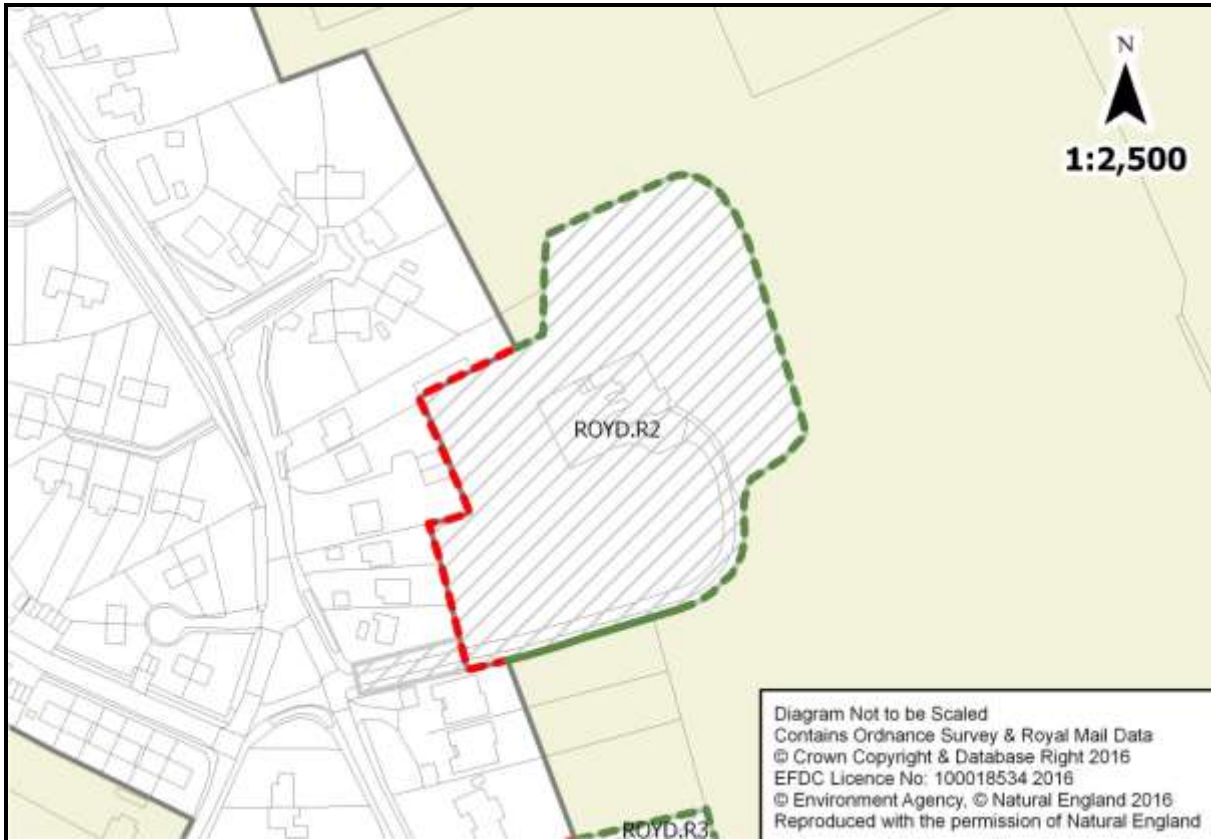 N
1:2,500
ROYD.R2
Diagram Not to be Scaled
Contains Ordnance Survey & Royal Mail Data
© Crown Copyright & Database Right 2016
EFDC Licence No: 100018534 2016
© Environment Agency, © Natural England 2016
Reproduced with the permission of Natural England
ROYD.R3